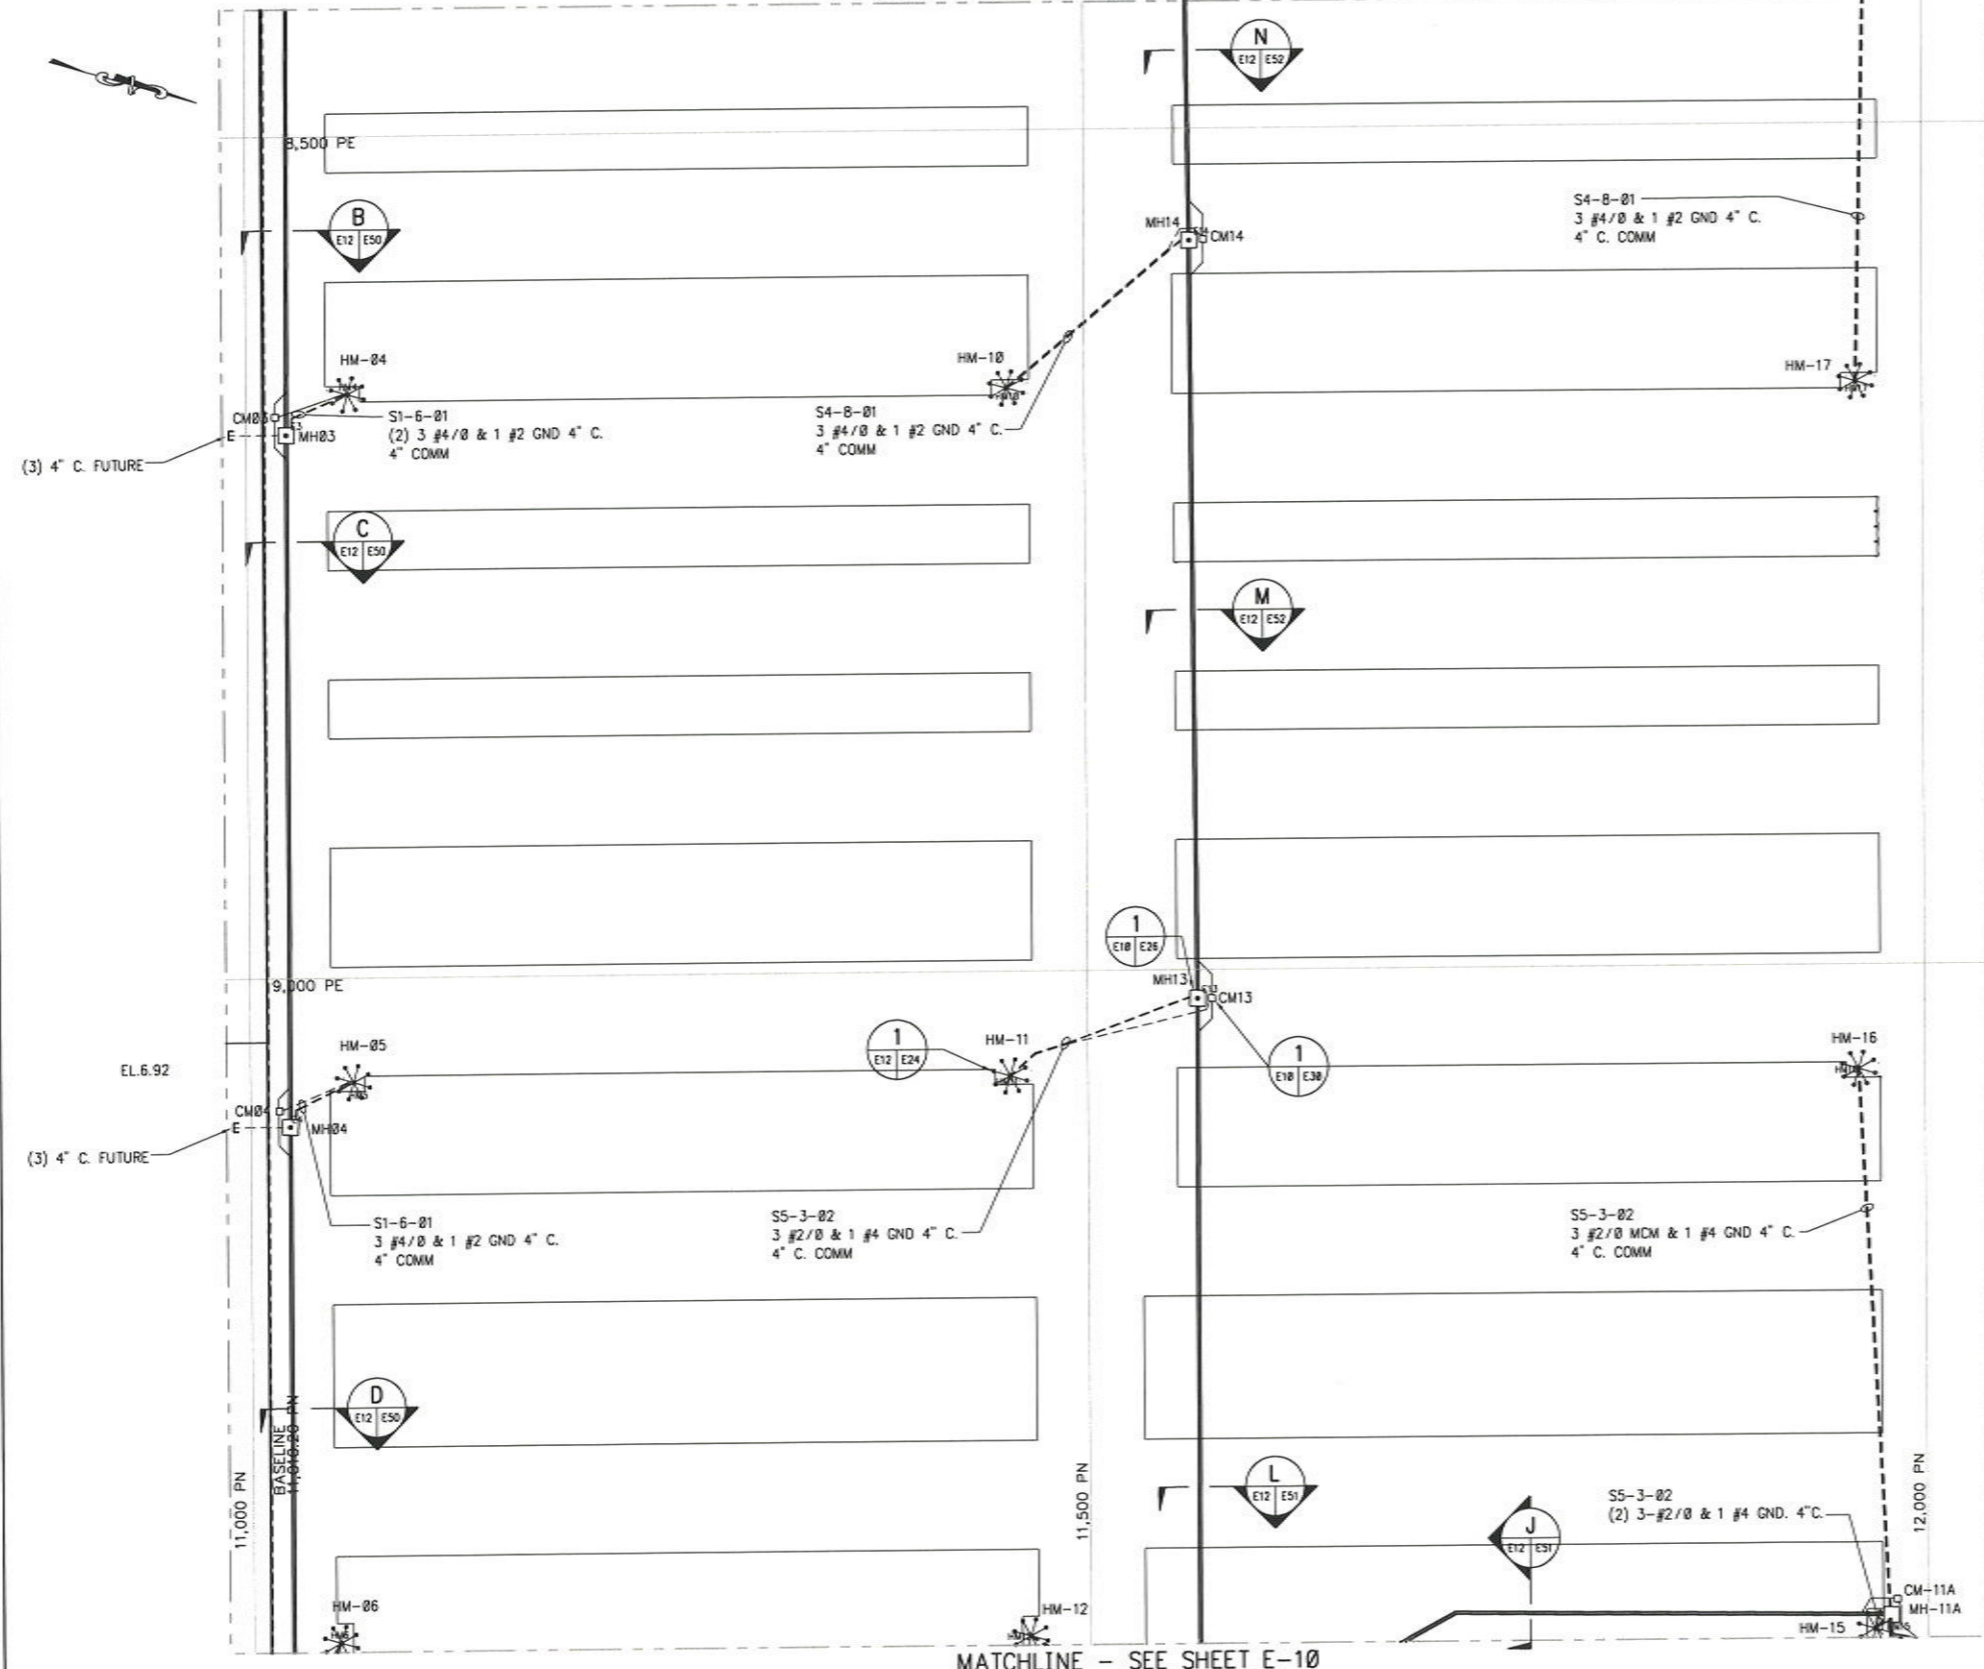 N
E12 E52
8,500 PE
S4-8-01
3 #4/0 & 1 #2 GND 4" C.
4" C. COMM
B
E12 E50
MH14
CM14
HM-04
HM-10
HM-17
CM03
E
MH03
(3) 4" C. FUTURE
S1-6-01
(2) 3 #4/0 & 1 #2 GND 4" C.
4" COMM
S4-8-01
3 #4/0 & 1 #2 GND 4" C.
4" COMM
C
E12 E50
M
E12 E52
1
E10 E26
MH13
E13
CM13
9,000 PE
HM-05
1
E12 E24
HM-11
1
E10 E30
HM-16
EL.6.92
CM04
E
MH04
(3) 4" C. FUTURE
S1-6-01
3 #4/0 & 1 #2 GND 4" C.
4" COMM
S5-3-02
3 #2/0 & 1 #4 GND 4" C.
4" C. COMM
S5-3-02
3 #2/0 MCM & 1 #4 GND 4" C.
4" C. COMM
D
E12 E50
11,000 PN
BASELINE
11,010.20 PN
11,500 PN
L
E12 E51
J
E12 E51
S5-3-02
(2) 3-#2/0 & 1 #4 GND. 4"C.
12,000 PN
HM-06
HM-12
CM-11A
MH-11A
HM-15
MATCHLINE - SEE SHEET E-10